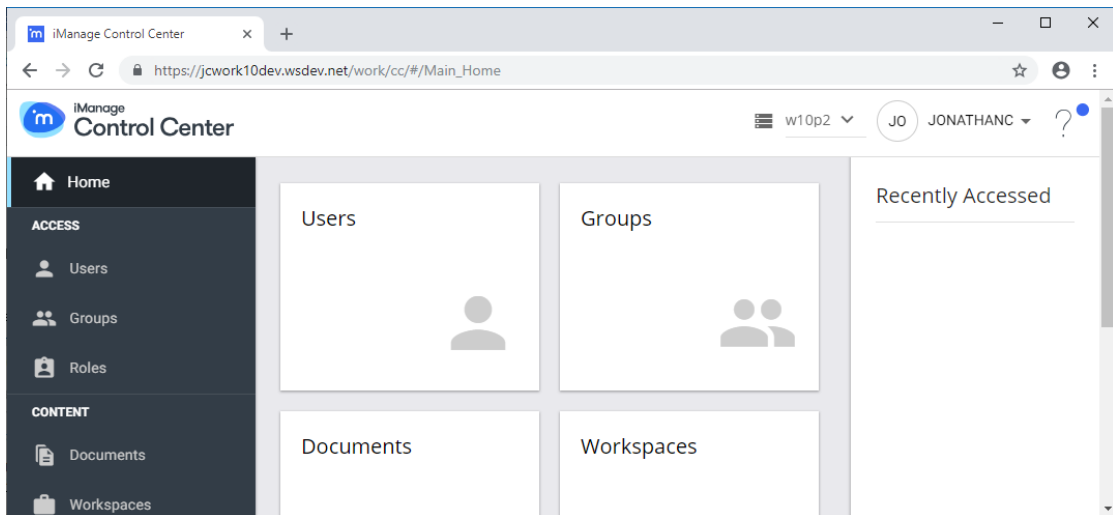 iManage Control Center
https://jcwork10dev.wsdev.net/work/cc/#/Main_Home
iManage
Control Center
w10p2
JO
JONATHANC
?
Home
ACCESS
Users
Groups
Roles
CONTENT
Documents
Workspaces
Users
Groups
Documents
Workspaces
Recently Accessed